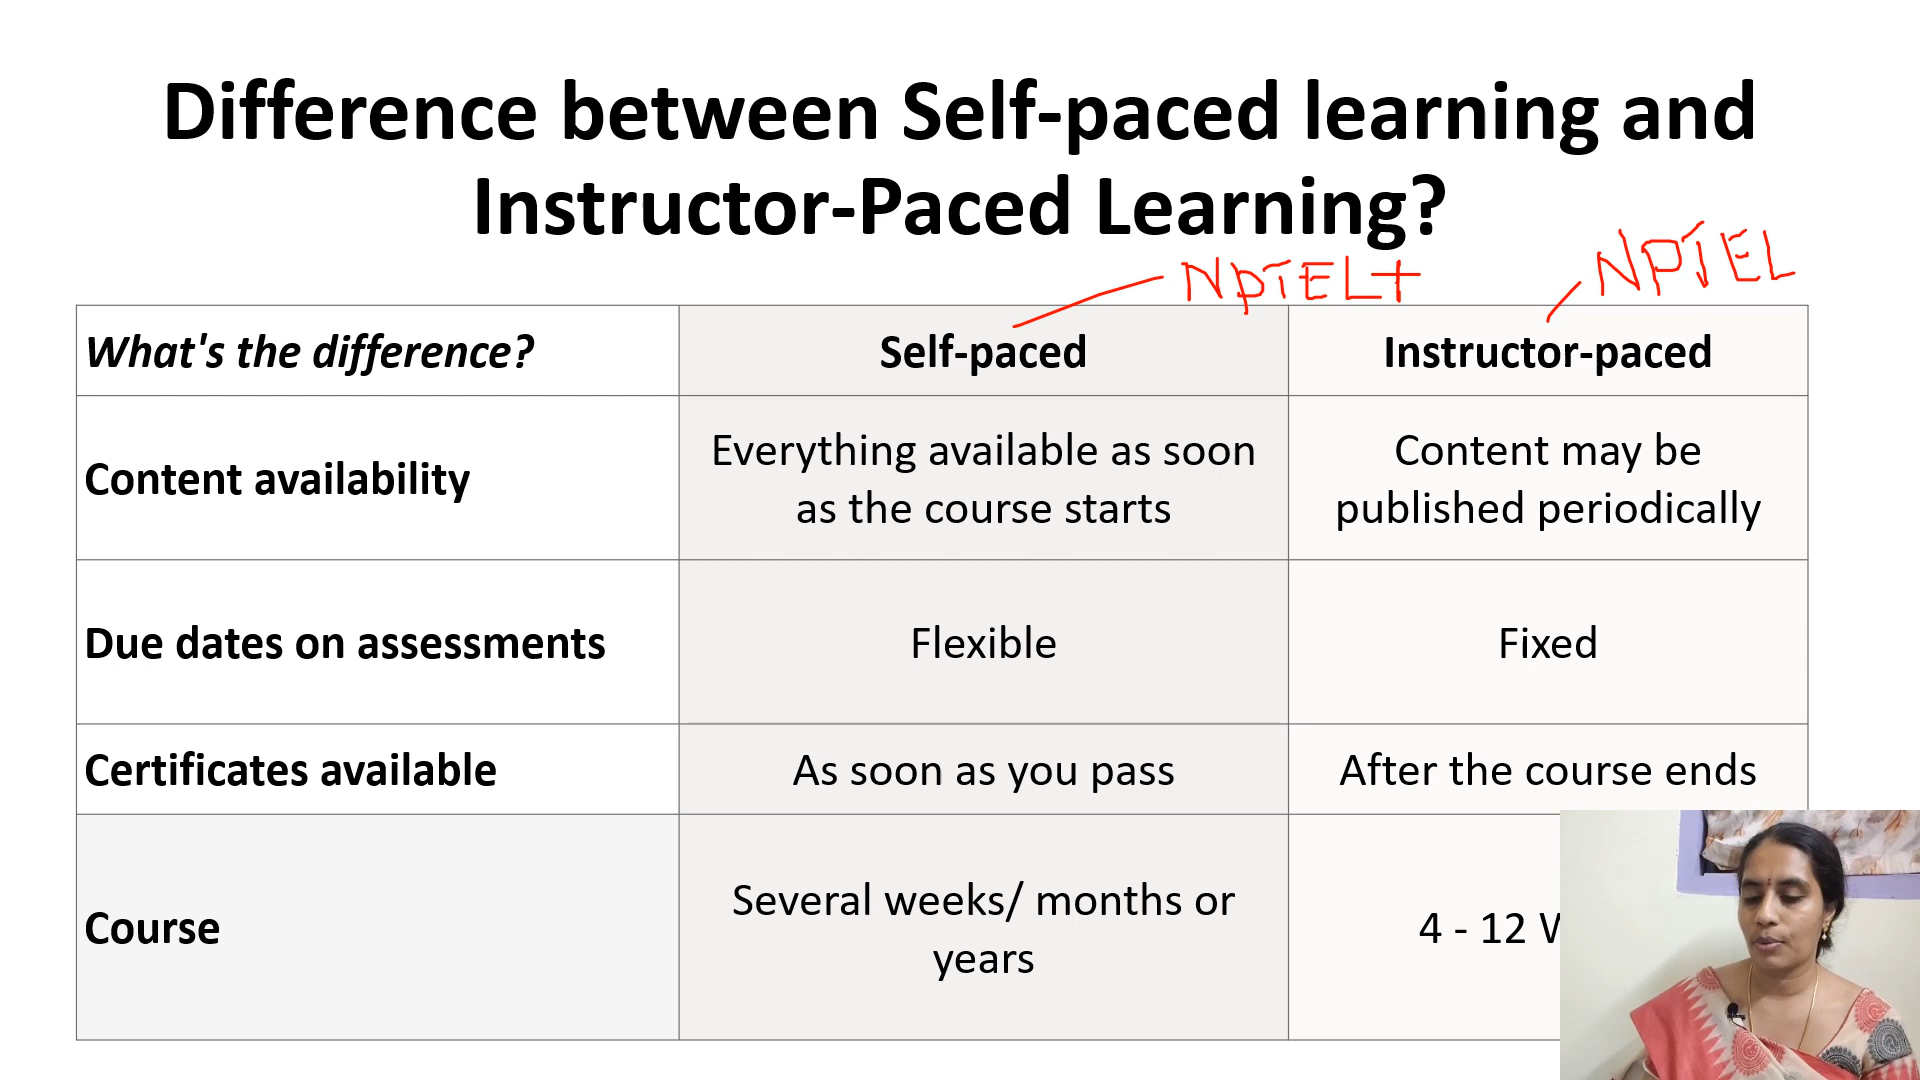 Difference between Self-paced learning and
Instructor-Paced Learning?
NpTEL+
NPTEL
What's the difference?
Self-paced
Instructor-paced
Content availability
Everything available as soon
as the course starts
Content may be
published periodically
Due dates on assessments
Flexible
Fixed
Certificates available
As soon as you pass
After the course ends
Course
Several weeks/ months or
years
4 - 12